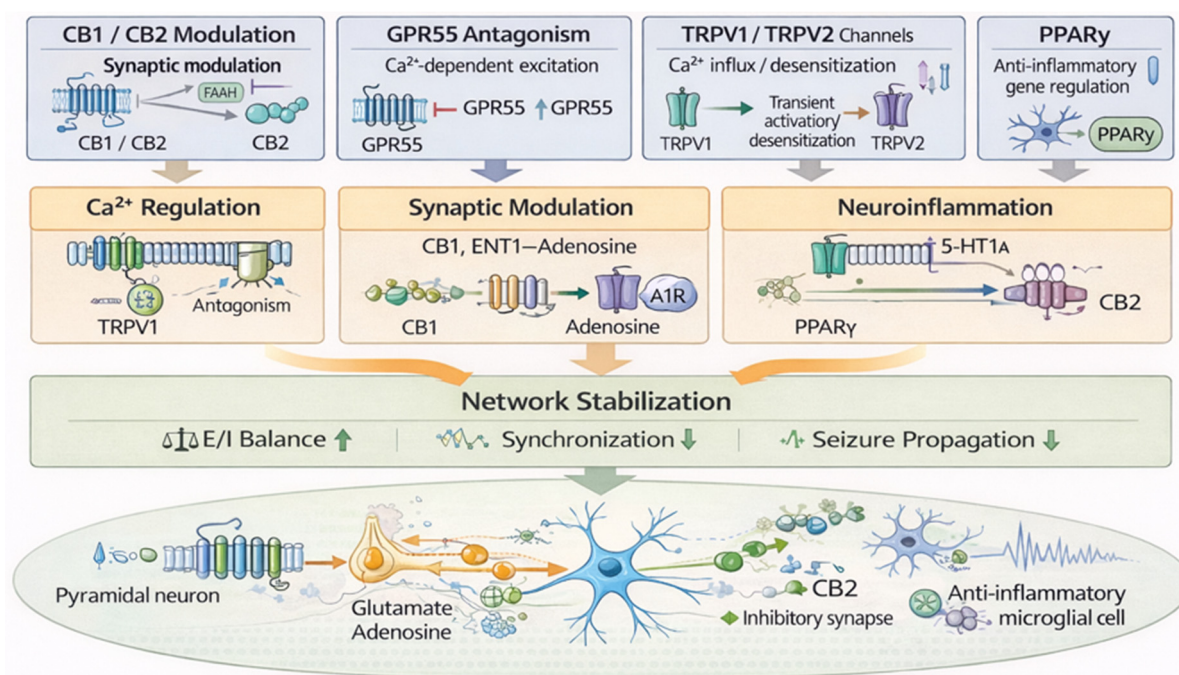 CB1 / CB2 Modulation
Synaptic modulation
FAAH
CB1 / CB2
CB2
GPR55 Antagonism
Ca²⁺-dependent excitation
GPR55
GPR55
GPR55
TRPV1 / TRPV2 Channels
Ca²⁺ influx / desensitization
TRPV1
Transient
activatory/
desensitization
TRPV2
PPARγ
Anti-inflammatory
gene regulation
PPARγ
Ca²⁺ Regulation
TRPV1
Antagonism
Synaptic Modulation
CB1, ENT1–Adenosine
CB1
Adenosine
A1R
Neuroinflammation
5-HT1A
PPARγ
CB2
Network Stabilization
E/I Balance
Synchronization
Seizure Propagation
Pyramidal neuron
Glutamate
Adenosine
CB2
Inhibitory synapse
Anti-inflammatory
microglial cell